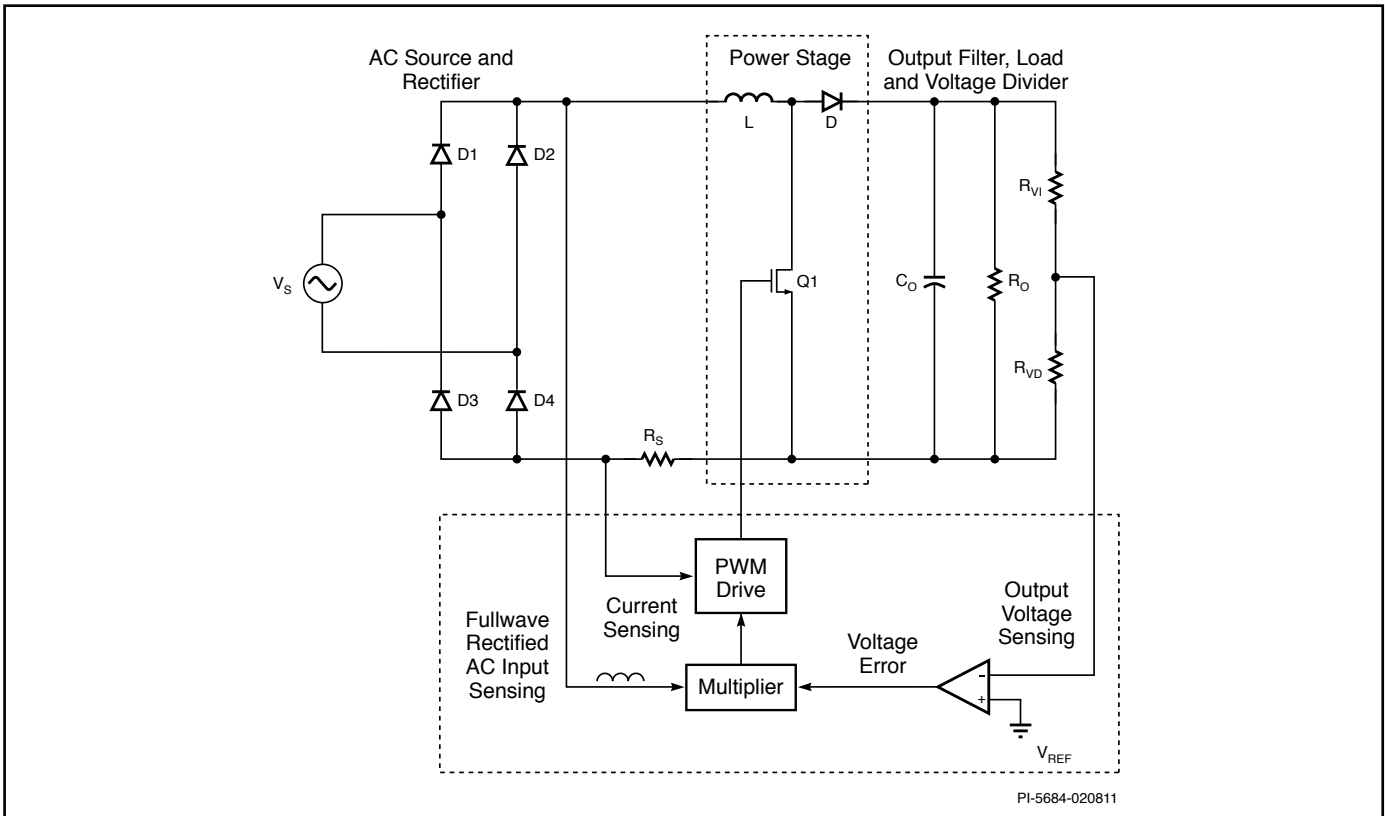 AC Source and
Rectifier
Power Stage
Output Filter, Load
and Voltage Divider
L
D
D1
D2
R_VI
V_S
Q1
C_O
R_O
R_VD
D3
D4
R_S
PWM
Drive
Current
Sensing
Output
Voltage
Sensing
Fullwave
Rectified
AC Input
Sensing
Voltage
Error
Multiplier
-
+
V_REF
PI-5684-020811